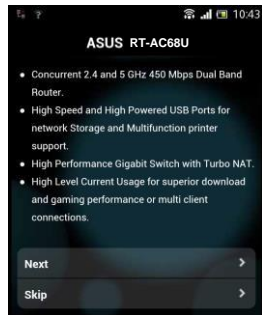 10:43
ASUS RT-AC68U
• Concurrent 2.4 and 5 GHz 450 Mbps Dual Band
Router.
• High Speed and High Powered USB Ports for
network Storage and Multifunction printer
support.
• High Performance Gigabit Switch with Turbo NAT.
• High Level Current Usage for superior download
and gaming performance or multi client
connections.
Next
Skip